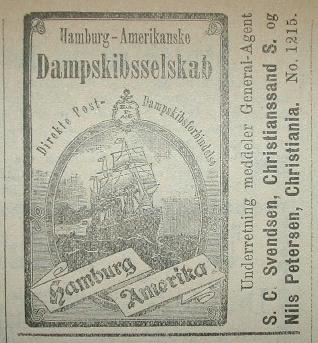 Hamburg-Amerikanske
Dampskibsselskab
Direkte Post-Dampskibsforbindelse
Hamburg
Amerika
Underretning meddeler General-Agent
S. C. Svendsen, Christianssand S. og
Nils Petersen, Christiania. No. 1215.